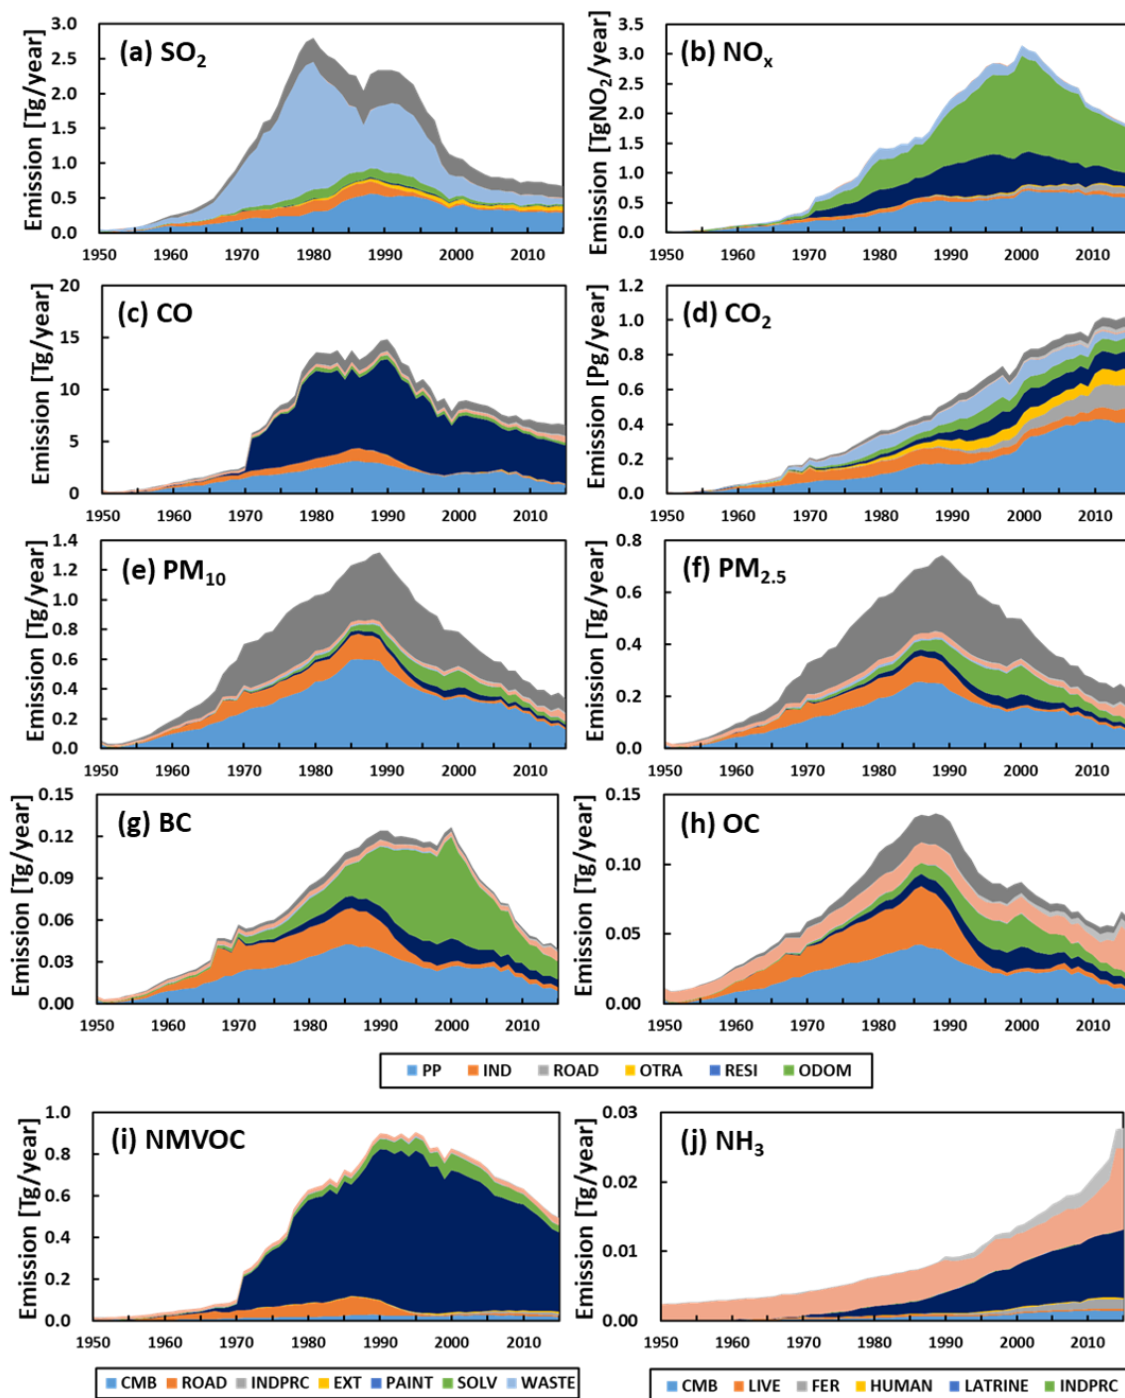 (a) SO2
Emission [Tg/year]
3.0
2.5
2.0
1.5
1.0
0.5
0.0
1950 1960 1970 1980 1990 2000 2010
(b) NOx
Emission [TgNO2/year]
3.5
3.0
2.5
2.0
1.5
1.0
0.5
0.0
1950 1960 1970 1980 1990 2000 2010
(c) CO
Emission [Tg/year]
20
15
10
5
0
1950 1960 1970 1980 1990 2000 2010
(d) CO2
Emission [Pg/year]
1.2
1.0
0.8
0.6
0.4
0.2
0.0
1950 1960 1970 1980 1990 2000 2010
(e) PM10
Emission [Tg/year]
1.4
1.2
1.0
0.8
0.6
0.4
0.2
0.0
1950 1960 1970 1980 1990 2000 2010
(f) PM2.5
Emission [Tg/year]
0.8
0.6
0.4
0.2
0.0
1950 1960 1970 1980 1990 2000 2010
(g) BC
Emission [Tg/year]
0.15
0.12
0.09
0.06
0.03
0.00
1950 1960 1970 1980 1990 2000 2010
(h) OC
Emission [Tg/year]
0.15
0.10
0.05
0.00
1950 1960 1970 1980 1990 2000 2010
PP IND ROAD OTRA RESI ODOM
(i) NMVOC
Emission [Tg/year]
1.0
0.8
0.6
0.4
0.2
0.0
1950 1960 1970 1980 1990 2000 2010
(j) NH3
Emission [Tg/year]
0.03
0.02
0.01
0.00
1950 1960 1970 1980 1990 2000 2010
CMB ROAD INDPRC EXT PAINT SOLV WASTE
CMB LIVE FER HUMAN LATRINE INDPRC